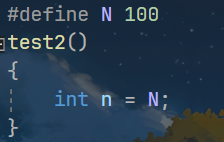 #define N 100
test2()
{
    int n = N;
}